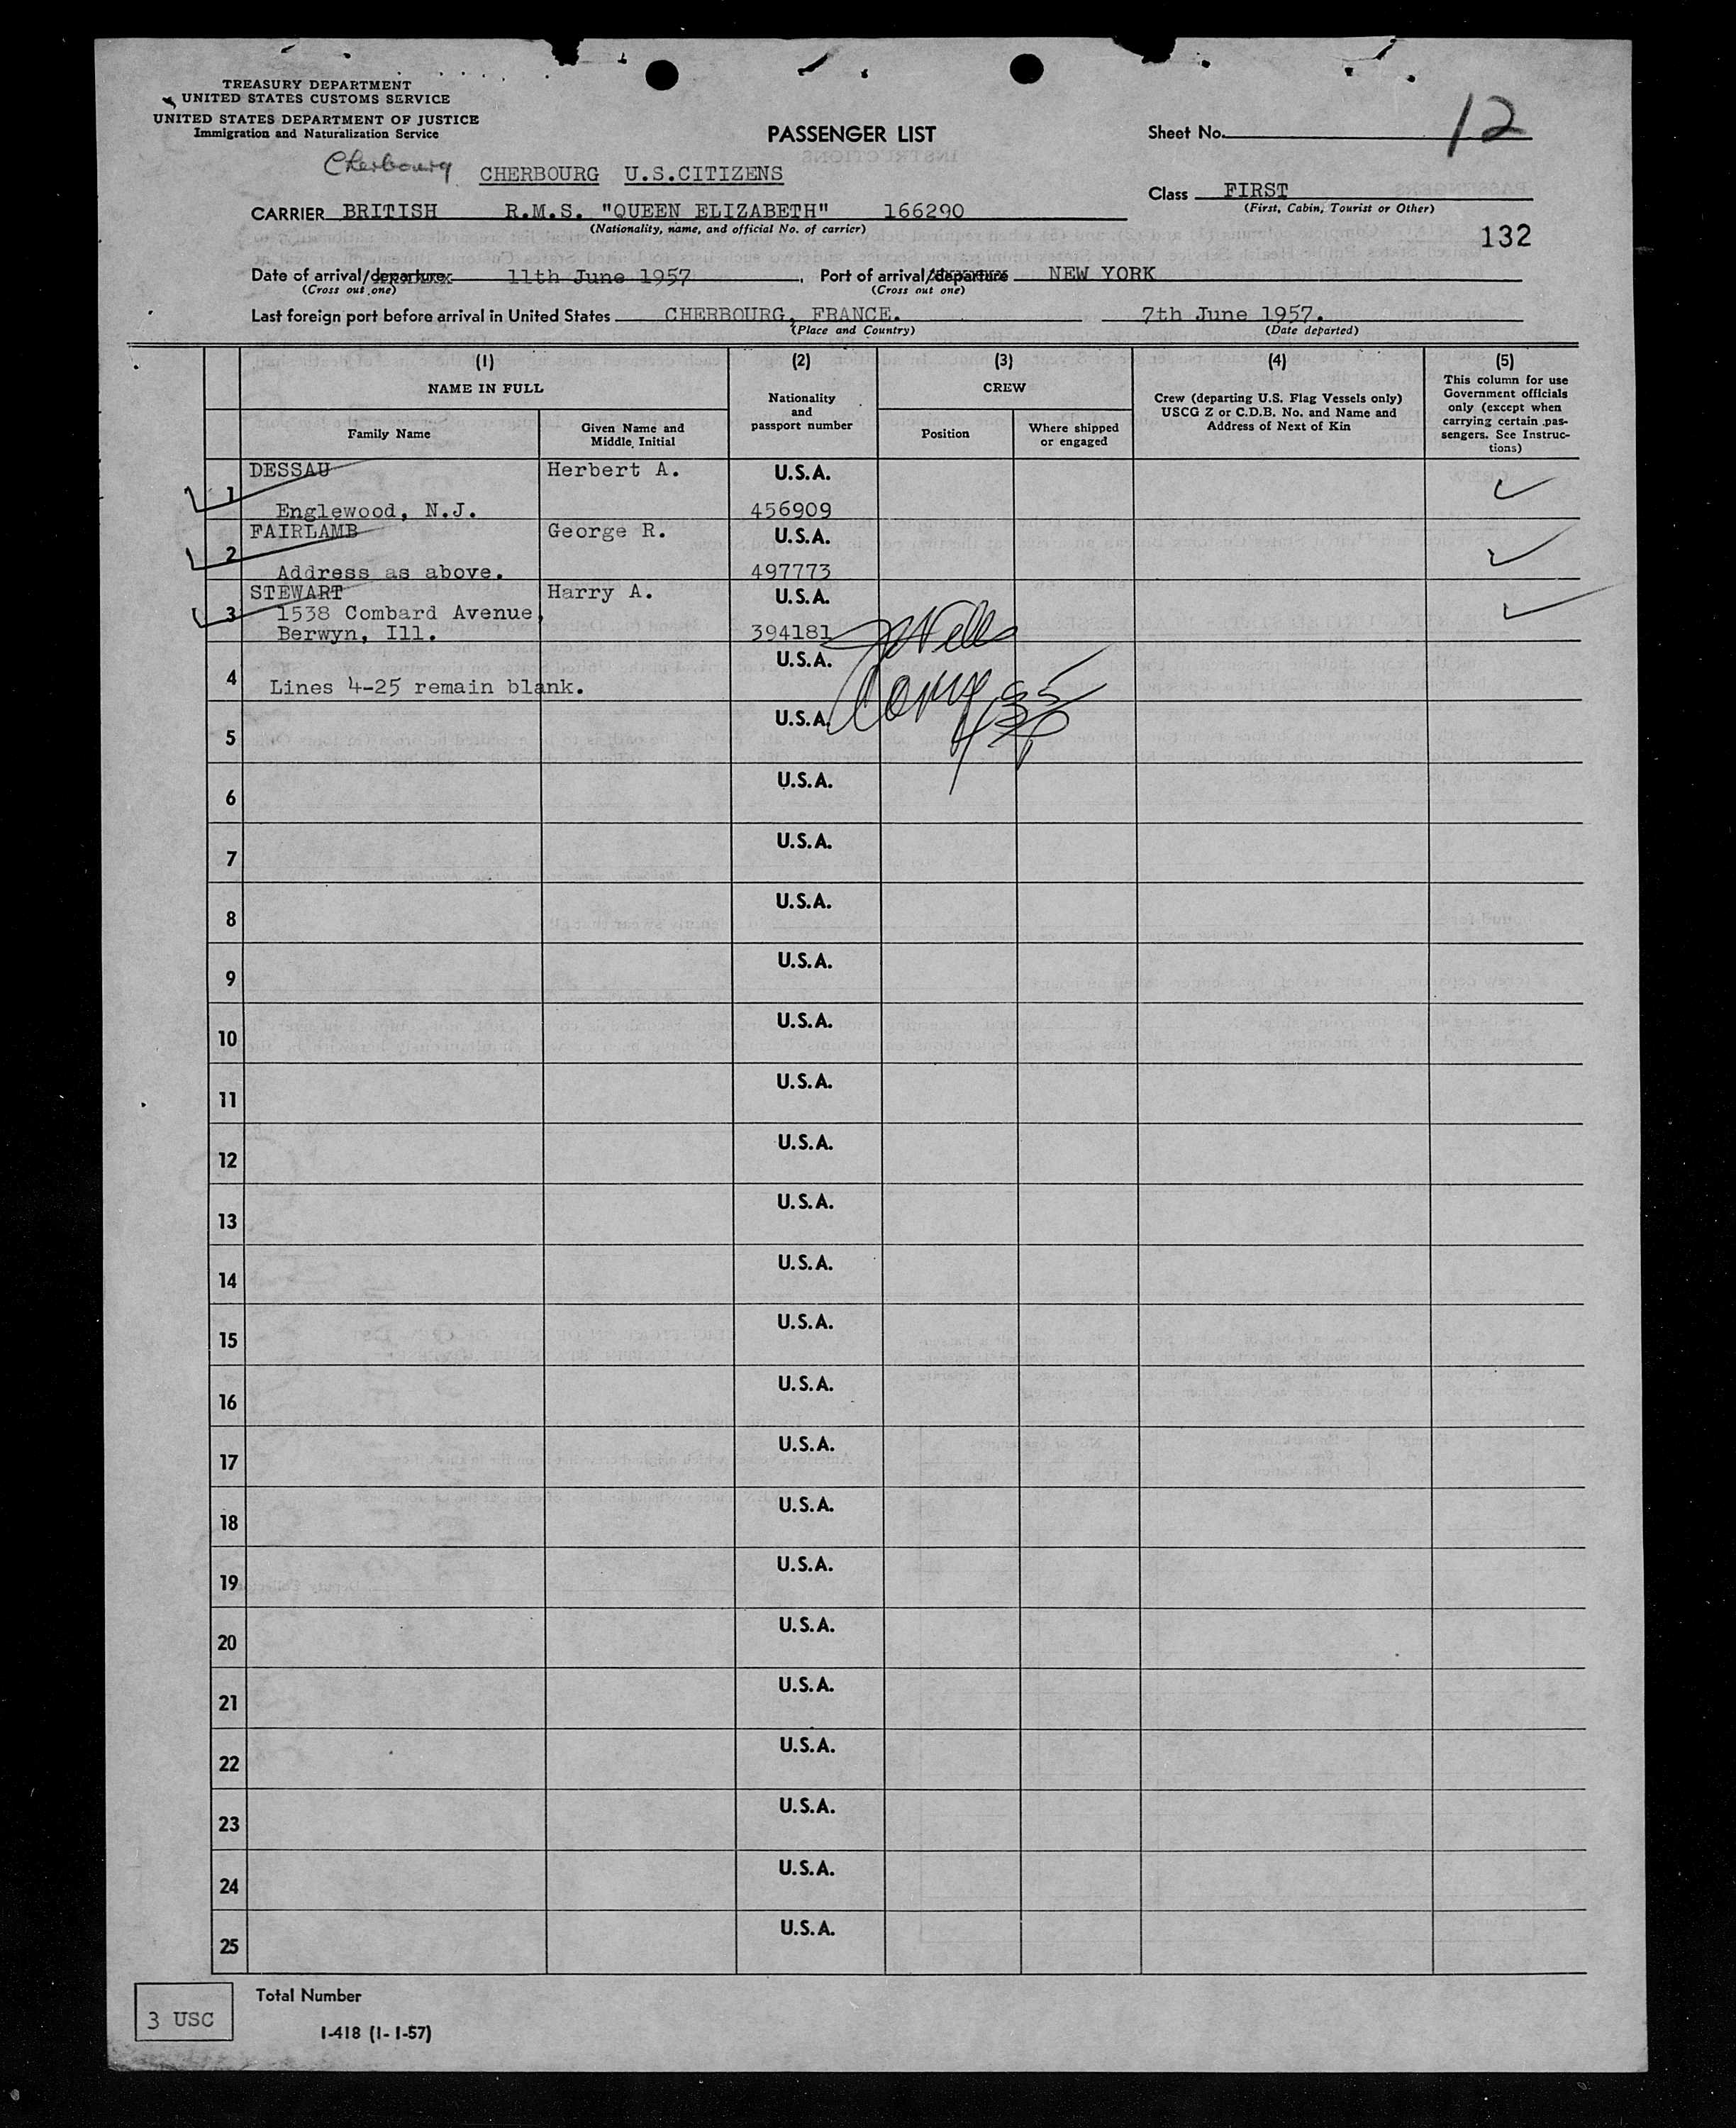 TREASURY DEPARTMENT
UNITED STATES CUSTOMS SERVICE
UNITED STATES DEPARTMENT OF JUSTICE
Immigration and Naturalization Service
PASSENGER LIST
Sheet No. 12
Cherbourg CHERBOURG U.S.CITIZENS
Class FIRST
(First, Cabin, Tourist or Other)
CARRIER BRITISH R.M.S. "QUEEN ELIZABETH" 166290
(Nationality, name, and official No. of carrier)
132
Date of arrival/departure 11th June 1957, Port of arrival/departure NEW YORK
(Cross out one) (Cross out one)
Last foreign port before arrival in United States CHERBOURG, FRANCE. 7th June 1957.
(Place and Country) (Date departed)
(1) (2) (3) (4) (5)
NAME IN FULL
Family Name
Given Name and
Middle Initial
Nationality
and
passport number
CREW
Position
Where shipped
or engaged
Crew (departing U.S. Flag Vessels only)
USCG Z or C.D.B. No. and Name and
Address of Next of Kin
This column for use
Government officials
only (except when
carrying certain pas-
sengers. See Instruc-
tions)
DESSAU Herbert A. U.S.A.
1
Englewood, N.J. 456909
FAIRLAMB George R. U.S.A.
2
Address as above. 497773
STEWART Harry A. U.S.A.
3 1538 Combard Avenue,
Berwyn, Ill. 394181
U.S.A.
4 Lines 4-25 remain blank.
5 U.S.A.
6 U.S.A.
7 U.S.A.
8 U.S.A.
9 U.S.A.
10 U.S.A.
11 U.S.A.
12 U.S.A.
13 U.S.A.
14 U.S.A.
15 U.S.A.
16 U.S.A.
17 U.S.A.
18 U.S.A.
19 U.S.A.
20 U.S.A.
21 U.S.A.
22 U.S.A.
23 U.S.A.
24 U.S.A.
25 U.S.A.
3 USC
Total Number
I-418 (1-1-57)